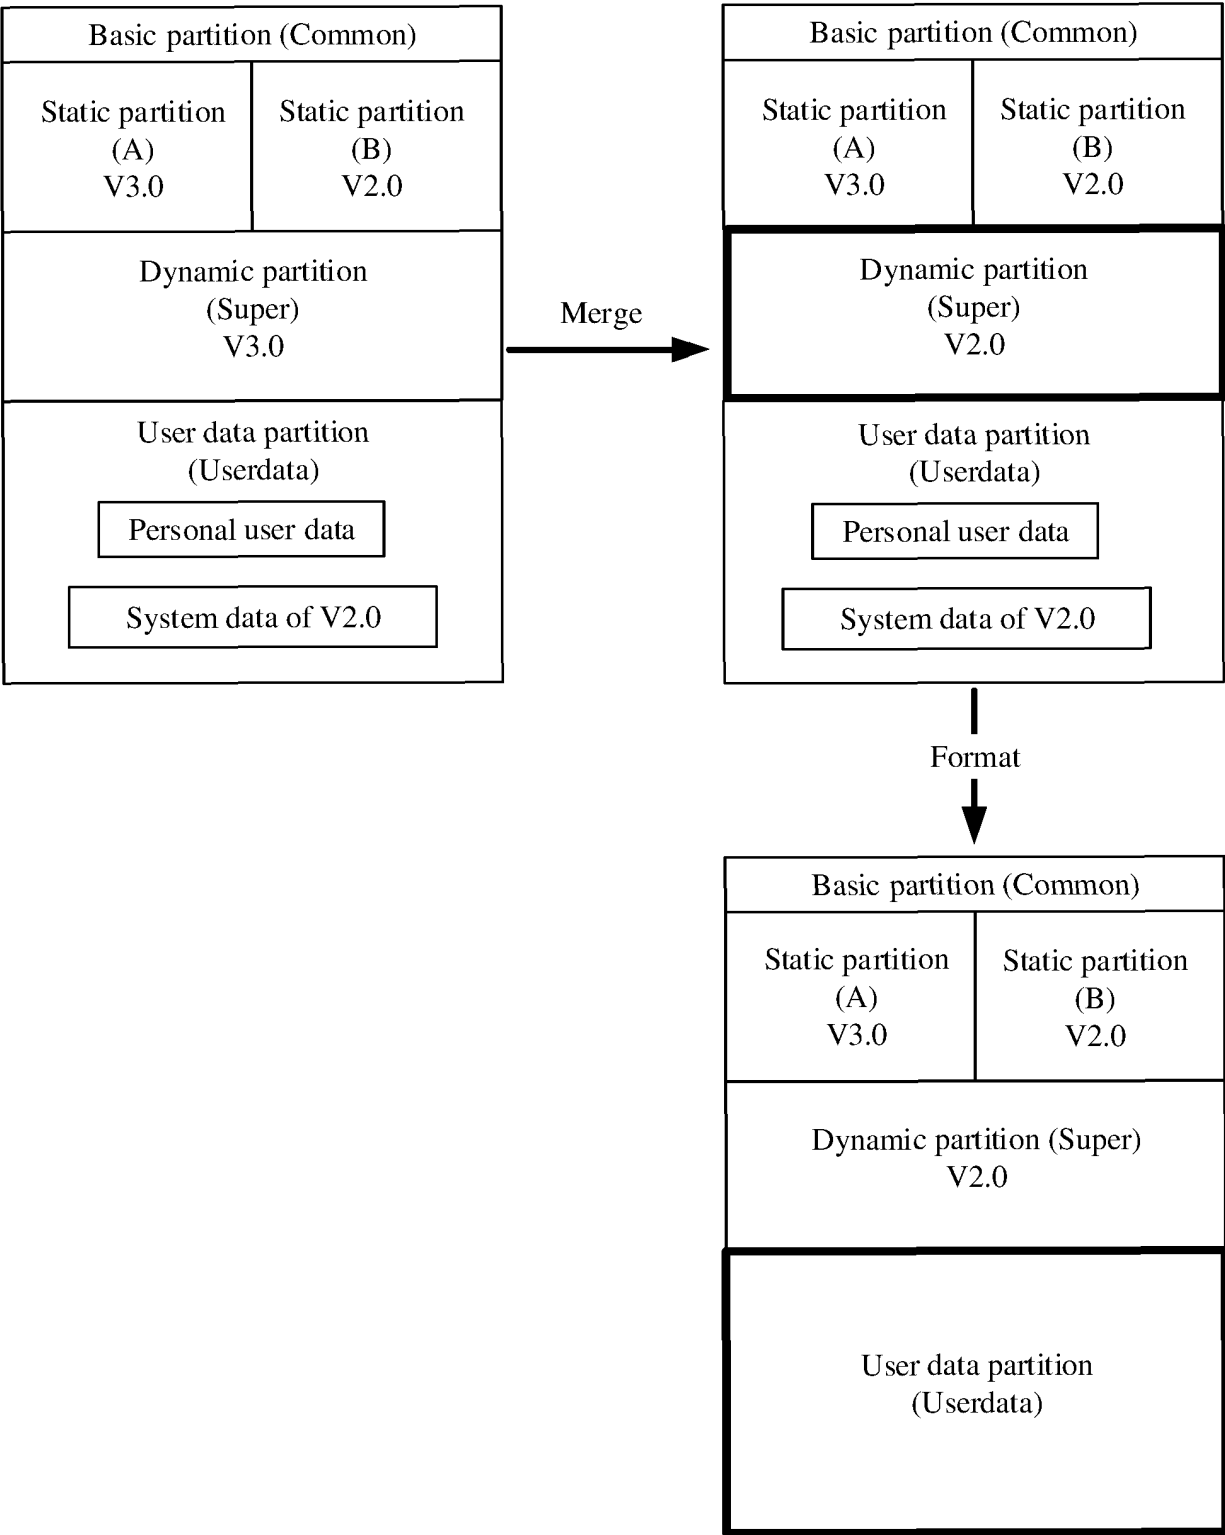 Basic partition (Common)
Static partition
(A)
V3.0
Static partition
(B)
V2.0
Dynamic partition
(Super)
V3.0
User data partition
(Userdata)
Personal user data
System data of V2.0
Merge
Basic partition (Common)
Static partition
(A)
V3.0
Static partition
(B)
V2.0
Dynamic partition
(Super)
V2.0
User data partition
(Userdata)
Personal user data
System data of V2.0
Format
Basic partition (Common)
Static partition
(A)
V3.0
Static partition
(B)
V2.0
Dynamic partition (Super)
V2.0
User data partition
(Userdata)